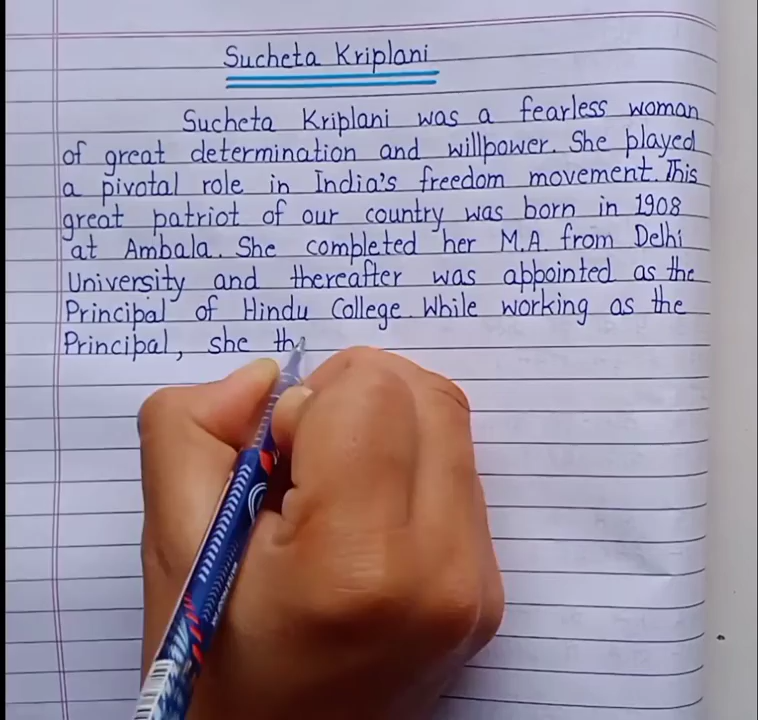 Sucheta Kriplani
Sucheta Kriplani was a fearless woman
of great determination and willpower. She played
a pivotal role in India's freedom movement. This
great patriot of our country was born in 1908
at Ambala. She completed her M.A. from Delhi
University and thereafter was appointed as the
Principal of Hindu College. While working as the
Principal, she th